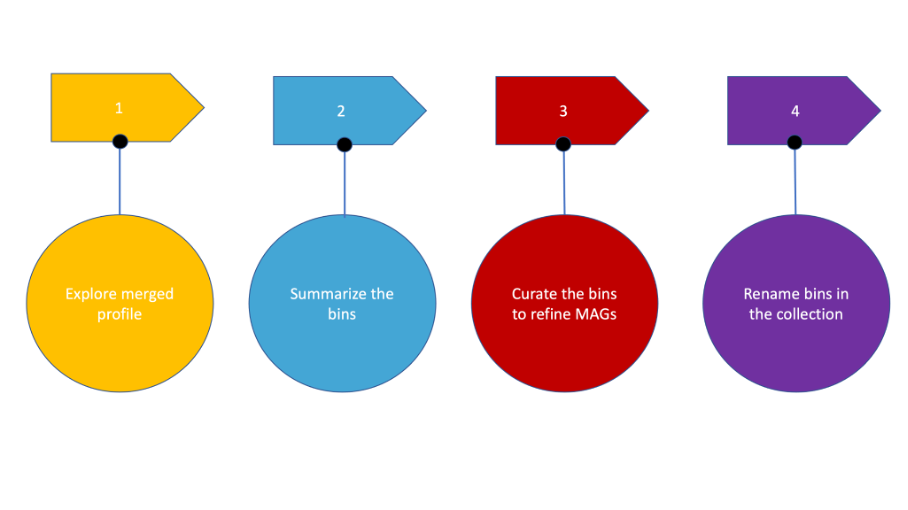 1
2
3
4
Explore merged
profile
Summarize the
bins
Curate the bins
to refine MAGs
Rename bins in
the collection